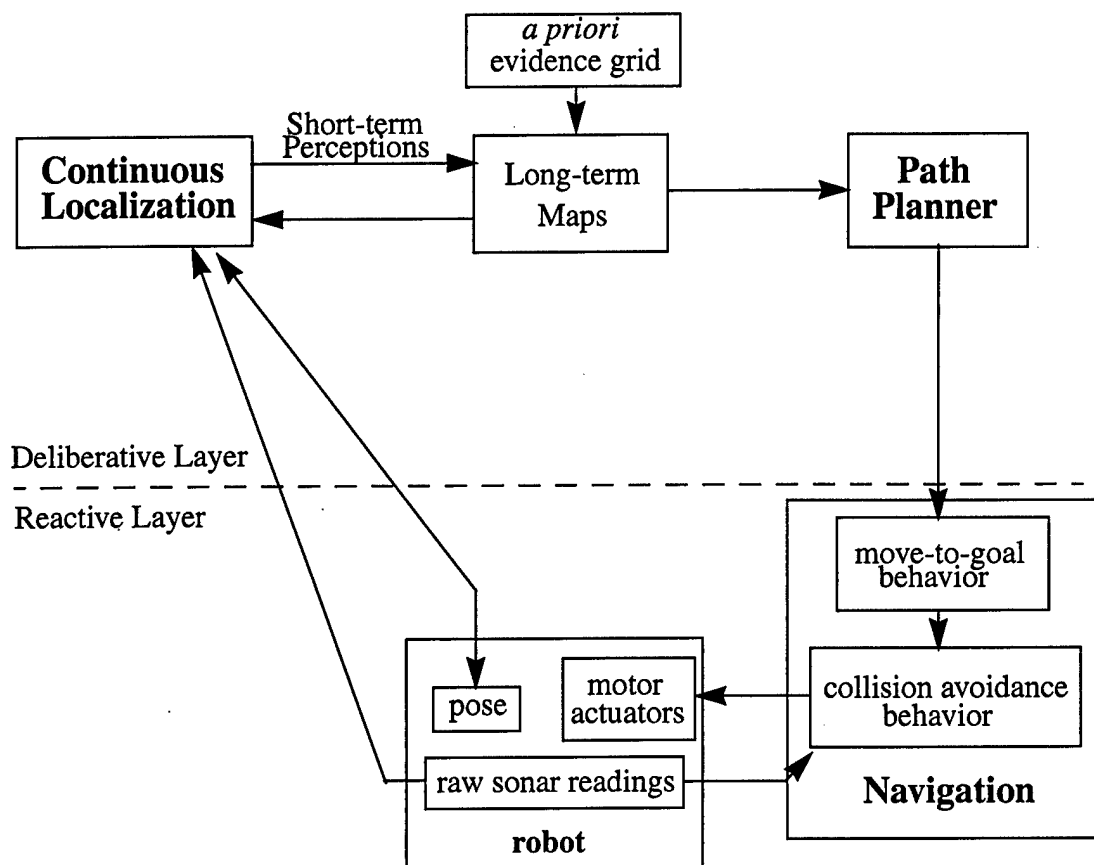 a priori
evidence grid
Short-term
Perceptions
Continuous
Localization
Long-term
Maps
Path
Planner
Deliberative Layer
Reactive Layer
move-to-goal
behavior
collision avoidance
behavior
Navigation
pose
motor
actuators
raw sonar readings
robot